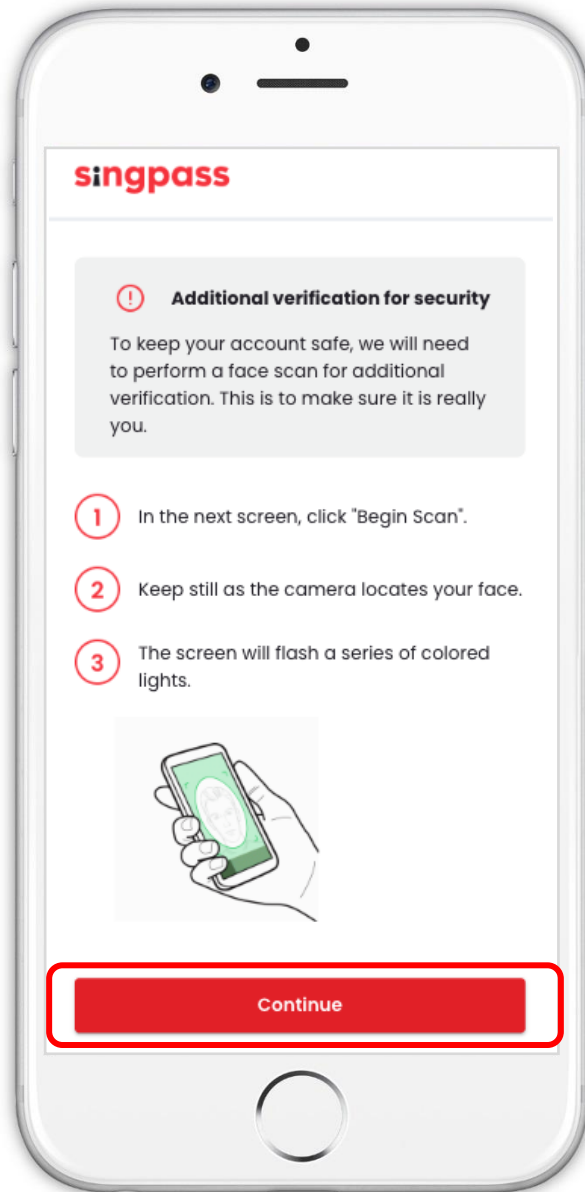 singpass
Additional verification for security
To keep your account safe, we will need
to perform a face scan for additional
verification. This is to make sure it is really
you.
1 In the next screen, click "Begin Scan".
2 Keep still as the camera locates your face.
3 The screen will flash a series of colored
lights.
Continue